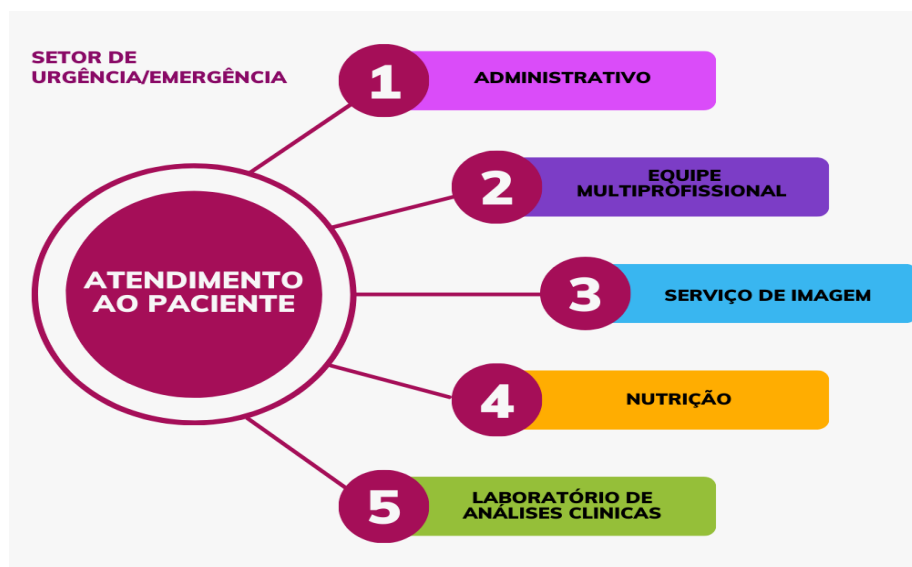 SETOR DE
URGÊNCIA/EMERGÊNCIA
1
ADMINISTRATIVO
2
EQUIPE
MULTIPROFISSIONAL
ATENDIMENTO
AO PACIENTE
3
SERVIÇO DE IMAGEM
4
NUTRIÇÃO
5
LABORATÓRIO DE
ANÁLISES CLINICAS